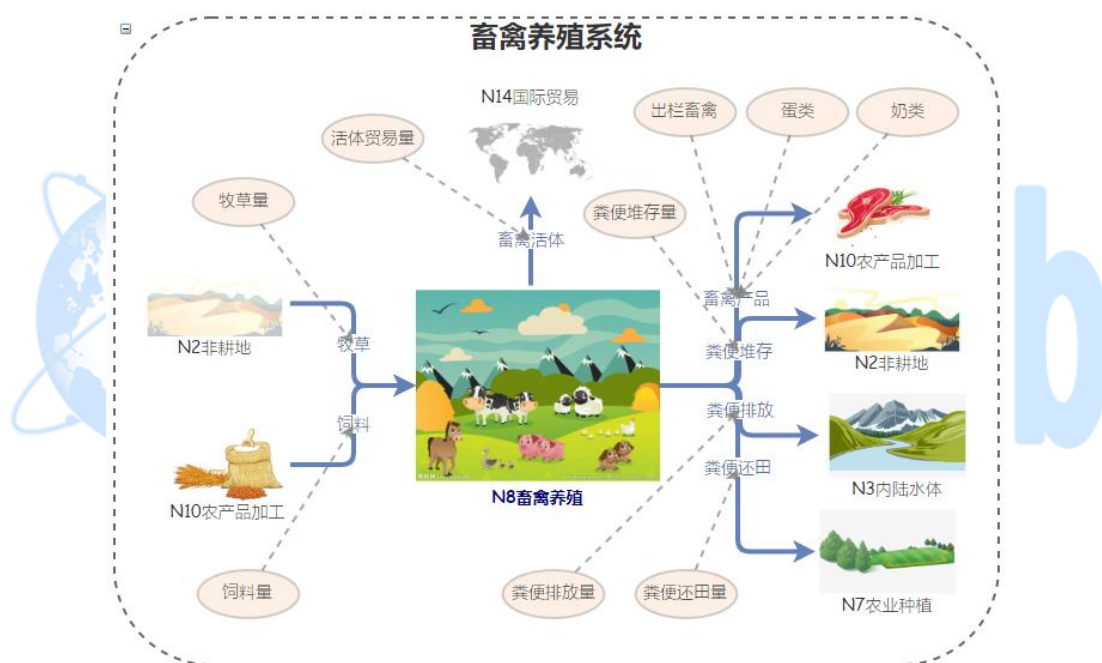 畜禽养殖系统
N14国际贸易
出栏畜禽
蛋类
奶类
活体贸易量
牧草量
粪便堆存量
畜禽活体
N10农产品加工
畜禽产品
牧草
粪便堆存
N2非耕地
N2非耕地
粪便排放
饲料
粪便还田
N3内陆水体
N8畜禽养殖
N10农产品加工
饲料量
粪便排放量
粪便还田量
N7农业种植
b